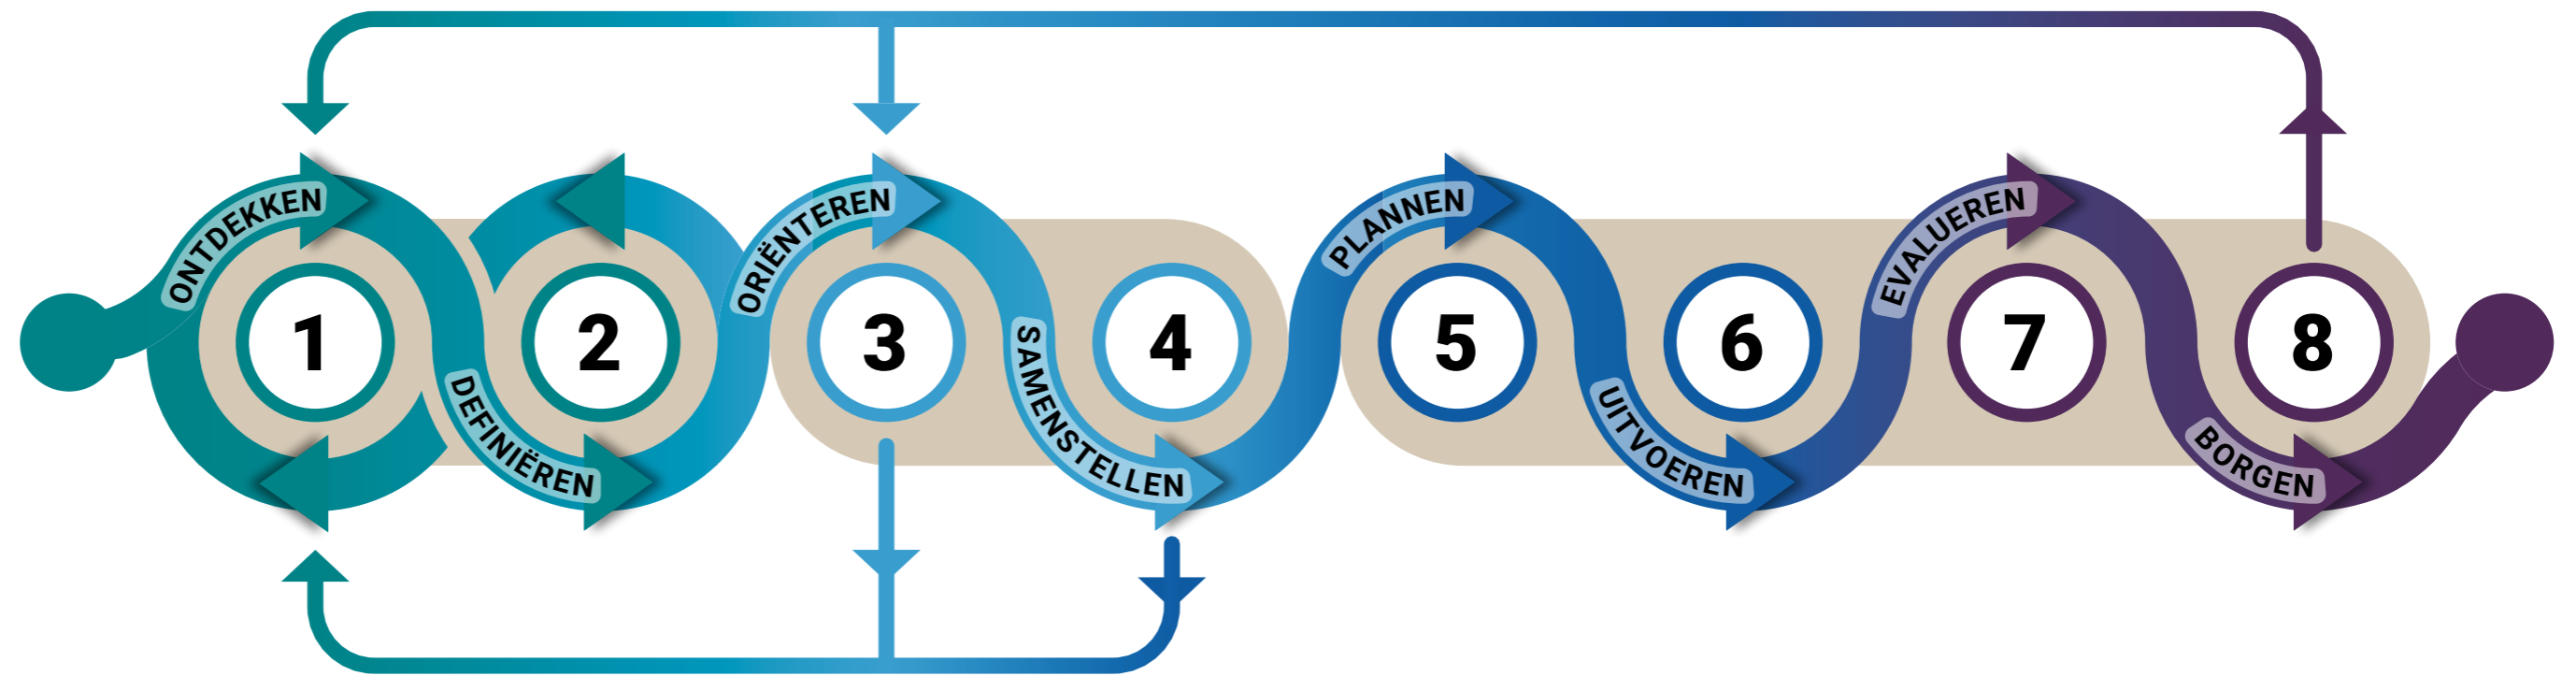 ONTDEKKEN
1
DEFINIËREN
2
ORIËNTEREN
3
SAMENSTELLEN
4
PLANNEN
5
UITVOEREN
6
EVALUEREN
7
BORGEN
8